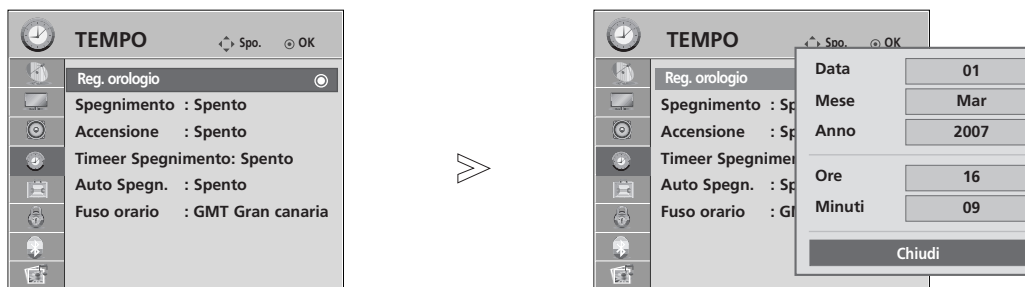 TEMPO Spo. OK
Reg. orologio
Spegnimento : Spento
Accensione : Spento
Timeer Spegnimento: Spento
Auto Spegn. : Spento
Fuso orario : GMT Gran canaria
TEMPO Spo. OK
Reg. orologio
Spegnimento : Sp
Accensione : Sp
Timeer Spegnimen
Auto Spegn. : Sp
Fuso orario : GM
Data 01
Mese Mar
Anno 2007
Ore 16
Minuti 09
Chiudi